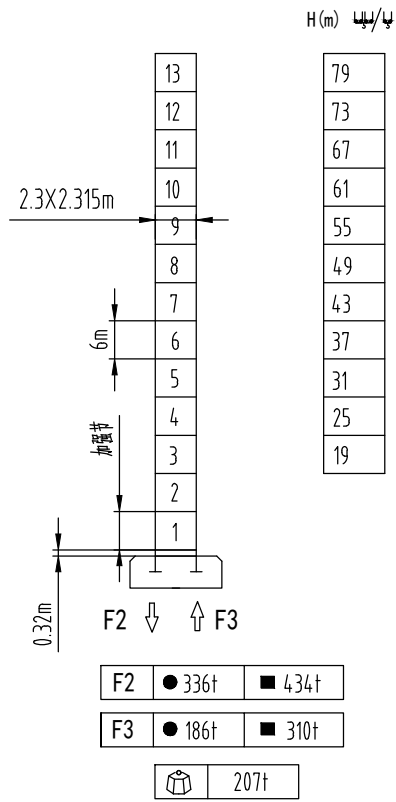 H(m)
13 79
12 73
11 67
10 61
2.3X2.315m
9 55
8 49
7 43
6m
6 37
5 31
4 25
加强节
3 19
2
1
0.32m
F2 F3
F2 336t 434t
F3 186t 310t
207t